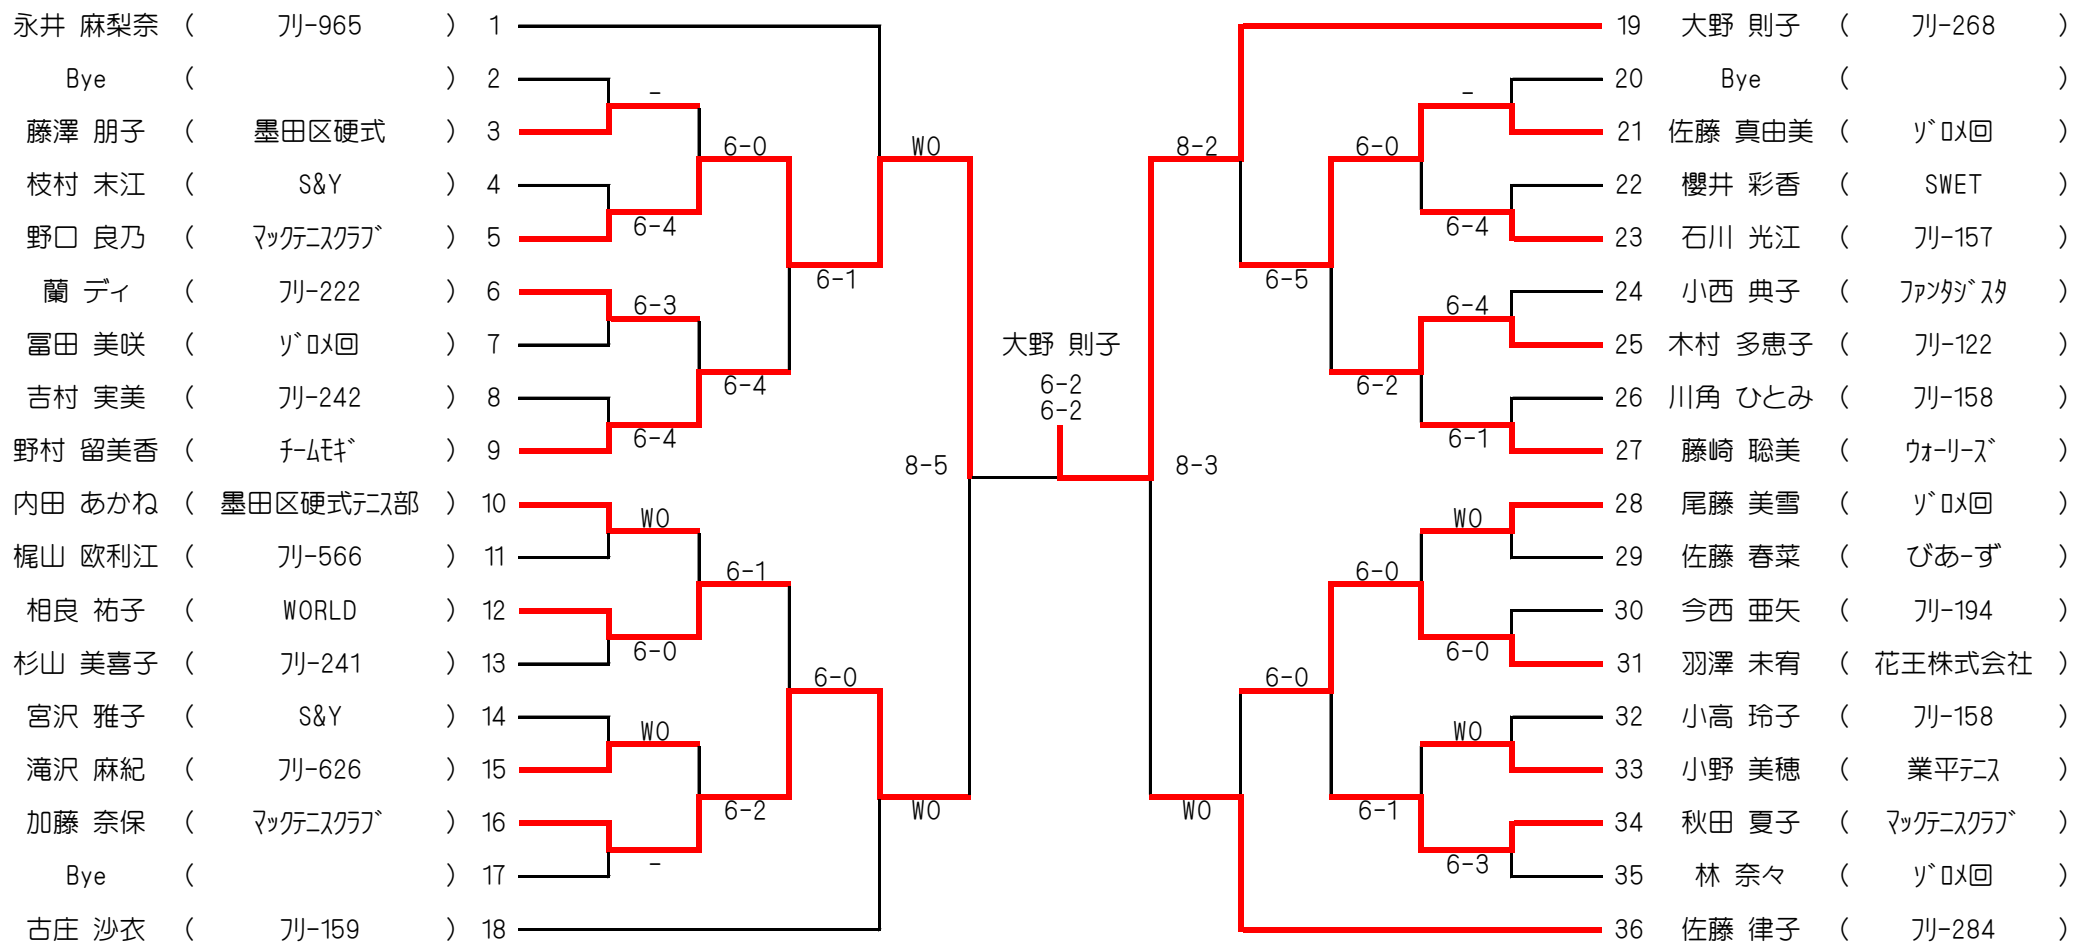 永井 麻梨奈 ( ﾌﾘｰ965 ) 1
Bye ( ) 2
藤澤 朋子 ( 墨田区硬式 ) 3
枝村 末江 ( S&Y ) 4
野口 良乃 ( ﾏｯｸﾃﾆｽｸﾗﾌﾞ ) 5
蘭 ディ ( ﾌﾘｰ222 ) 6
冨田 美咲 ( ｿﾞﾛﾒ回 ) 7
吉村 実美 ( ﾌﾘｰ242 ) 8
野村 留美香 ( ﾁｰﾑﾓｷﾞ ) 9
内田 あかね ( 墨田区硬式ﾃﾆｽ部 ) 10
梶山 欧利江 ( ﾌﾘｰ566 ) 11
相良 祐子 ( WORLD ) 12
杉山 美喜子 ( ﾌﾘｰ241 ) 13
宮沢 雅子 ( S&Y ) 14
滝沢 麻紀 ( ﾌﾘｰ626 ) 15
加藤 奈保 ( ﾏｯｸﾃﾆｽｸﾗﾌﾞ ) 16
Bye ( ) 17
古庄 沙衣 ( ﾌﾘｰ159 ) 18
-
6-4
6-3
6-4
WO
6-0
WO
-
6-0
6-4
6-1
6-2
6-1
6-0
WO
WO
8-5
大野 則子
6-2
6-2
8-3
8-2
WO
6-5
6-0
6-0
6-2
6-0
6-1
-
6-4
6-4
6-1
WO
6-0
WO
6-3
19 大野 則子 ( ﾌﾘｰ268 )
20 Bye ( )
21 佐藤 真由美 ( ｿﾞﾛﾒ回 )
22 櫻井 彩香 ( SWET )
23 石川 光江 ( ﾌﾘｰ157 )
24 小西 典子 ( ﾌｧﾝﾀｼﾞｽﾀ )
25 木村 多恵子 ( ﾌﾘｰ122 )
26 川角 ひとみ ( ﾌﾘｰ158 )
27 藤崎 聡美 ( ｳｫｰﾘｰｽﾞ )
28 尾藤 美雪 ( ｿﾞﾛﾒ回 )
29 佐藤 春菜 ( びあーず )
30 今西 亜矢 ( ﾌﾘｰ194 )
31 羽澤 未宥 ( 花王株式会社 )
32 小高 玲子 ( ﾌﾘｰ158 )
33 小野 美穂 ( 業平ﾃﾆｽ )
34 秋田 夏子 ( ﾏｯｸﾃﾆｽｸﾗﾌﾞ )
35 林 奈々 ( ｿﾞﾛﾒ回 )
36 佐藤 律子 ( ﾌﾘｰ284 )